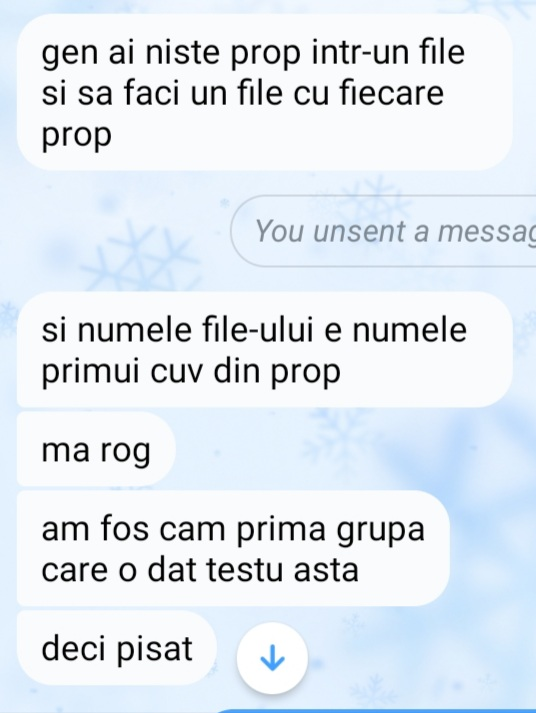 gen ai niste prop intr-un file
si sa faci un file cu fiecare
prop
You unsent a messag
si numele file-ului e numele
primui cuv din prop
ma rog
am fos cam prima grupa
care o dat testu asta
deci pisat